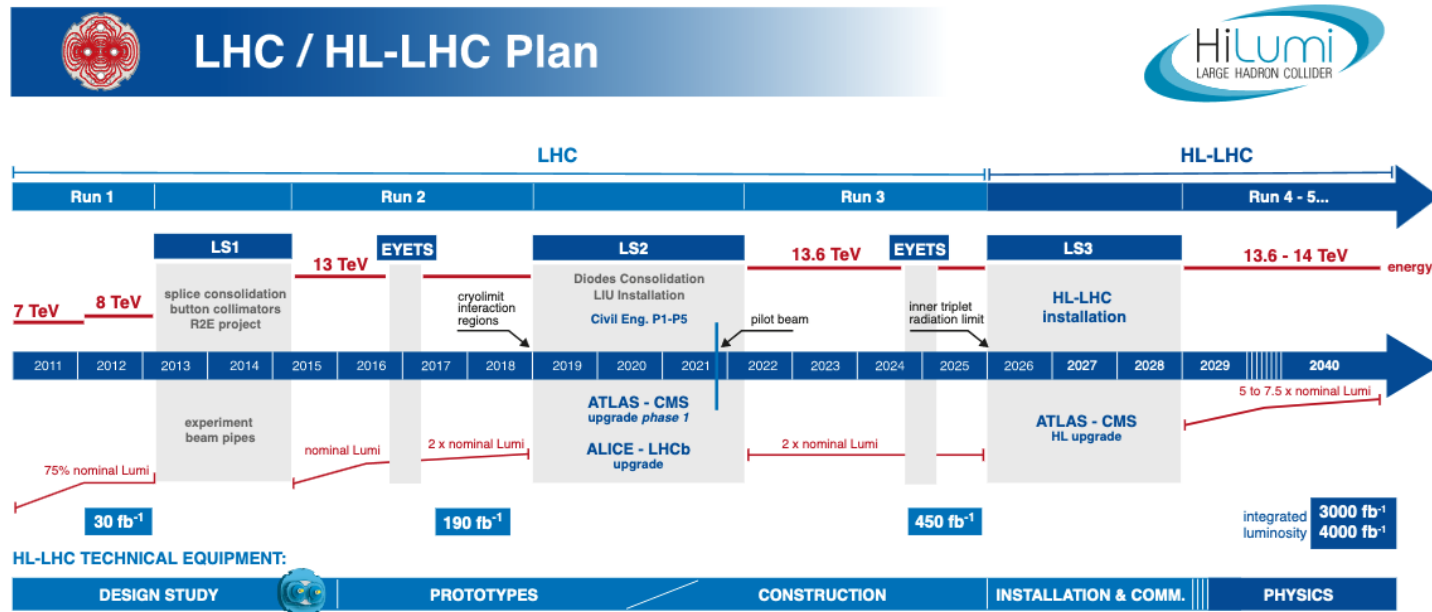 LHC / HL-LHC Plan
HiLumi
LARGE HADRON COLLIDER
LHC
HL-LHC
Run 1
Run 2
Run 3
Run 4 - 5...
LS1
EYETS
LS2
EYETS
LS3
13 TeV
13.6 TeV
13.6 - 14 TeV
energy
7 TeV
8 TeV
splice consolidation
button collimators
R2E project
cryolimit
interaction
regions
Diodes Consolidation
LIU Installation
Civil Eng. P1-P5
pilot beam
inner triplet
radiation limit
HL-LHC
installation
2011 2012 2013 2014 2015 2016 2017 2018 2019 2020 2021 2022 2023 2024 2025 2026 2027 2028 2029 2040
5 to 7.5 x nominal Lumi
experiment
beam pipes
ATLAS - CMS
upgrade phase 1
ALICE - LHCb
upgrade
ATLAS - CMS
HL upgrade
75% nominal Lumi
nominal Lumi
2 x nominal Lumi
2 x nominal Lumi
30 fb⁻¹
190 fb⁻¹
450 fb⁻¹
integrated
luminosity
3000 fb⁻¹
4000 fb⁻¹
HL-LHC TECHNICAL EQUIPMENT:
DESIGN STUDY
PROTOTYPES
CONSTRUCTION
INSTALLATION & COMM.
PHYSICS